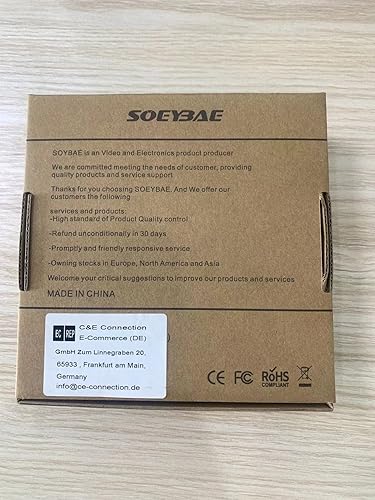 SOEYBAE
SOYBAE is an Video and Electronics product producer
We are committed meeting the needs of customer, providing
quality products and service support
Thanks for you choosing SOEYBAE. And We offer our
customers the following
services and products:
-High standard of Product Quality control
-Refund unconditionally in 30 days
-Promptly and friendly responsive service
-Owning stocks in Europe, North America and Asia
Welcome your critical suggestions to improve our products and services
MADE IN CHINA
EC REP
C&E Connection
E-Commerce (DE)
GmbH Zum Linnegraben 20,
65933 , Frankfurt am Main,
Germany
info@ce-connection.de
CE FC RoHS
COMPLIANT